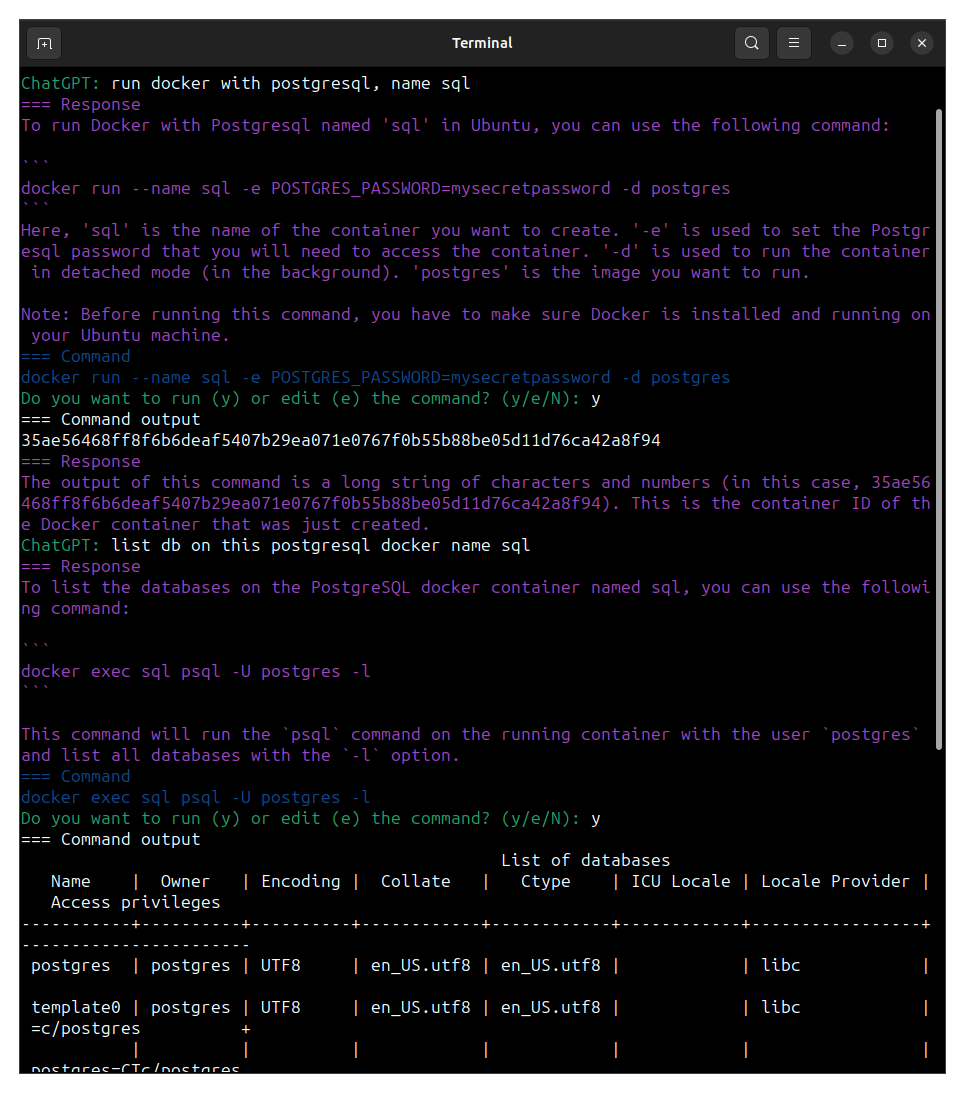 Terminal
ChatGPT: run docker with postgresql, name sql
=== Response
To run Docker with Postgresql named 'sql' in Ubuntu, you can use the following command:
```
docker run --name sql -e POSTGRES_PASSWORD=mysecretpassword -d postgres
```
Here, 'sql' is the name of the container you want to create. '-e' is used to set the Postgr
esql password that you will need to access the container. '-d' is used to run the container
 in detached mode (in the background). 'postgres' is the image you want to run.
Note: Before running this command, you have to make sure Docker is installed and running on
 your Ubuntu machine.
=== Command
docker run --name sql -e POSTGRES_PASSWORD=mysecretpassword -d postgres
Do you want to run (y) or edit (e) the command? (y/e/N): y
=== Command output
35ae56468ff8f6b6deaf5407b29ea071e0767f0b55b88be05d11d76ca42a8f94
=== Response
The output of this command is a long string of characters and numbers (in this case, 35ae56
468ff8f6b6deaf5407b29ea071e0767f0b55b88be05d11d76ca42a8f94). This is the container ID of th
e Docker container that was just created.
ChatGPT: list db on this postgresql docker name sql
=== Response
To list the databases on the PostgreSQL docker container named sql, you can use the followi
ng command:
```
docker exec sql psql -U postgres -l
```
This command will run the `psql` command on the running container with the user `postgres`
and list all databases with the `-l` option.
=== Command
docker exec sql psql -U postgres -l
Do you want to run (y) or edit (e) the command? (y/e/N): y
=== Command output
                                                List of databases
   Name    |  Owner   | Encoding |  Collate   |   Ctype    | ICU Locale | Locale Provider |
   Access privileges
-----------+----------+----------+------------+------------+------------+-----------------+
-----------------------
 postgres  | postgres | UTF8     | en_US.utf8 | en_US.utf8 |            | libc            |
 template0 | postgres | UTF8     | en_US.utf8 | en_US.utf8 |            | libc            |
 =c/postgres          +
           |          |          |            |            |            |                 |
 postgres=CTc/postgres